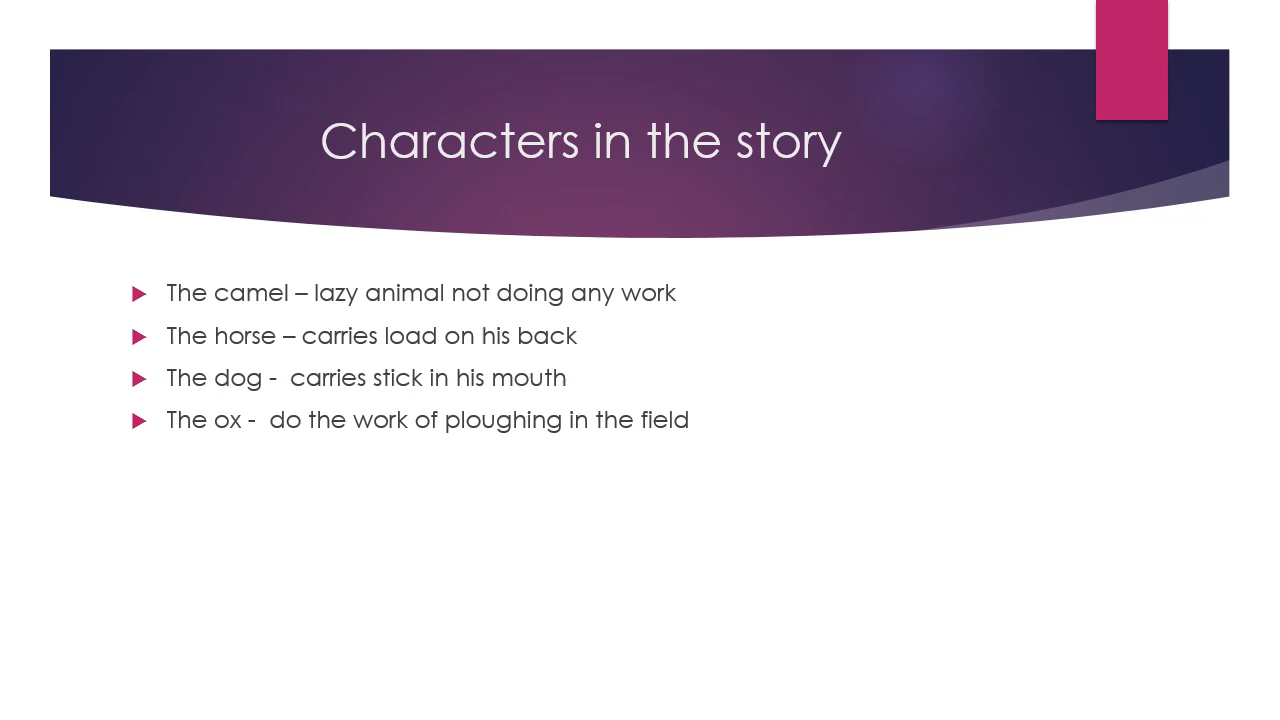 Characters in the story
The camel – lazy animal not doing any work
The horse – carries load on his back
The dog -  carries stick in his mouth
The ox -  do the work of ploughing in the field